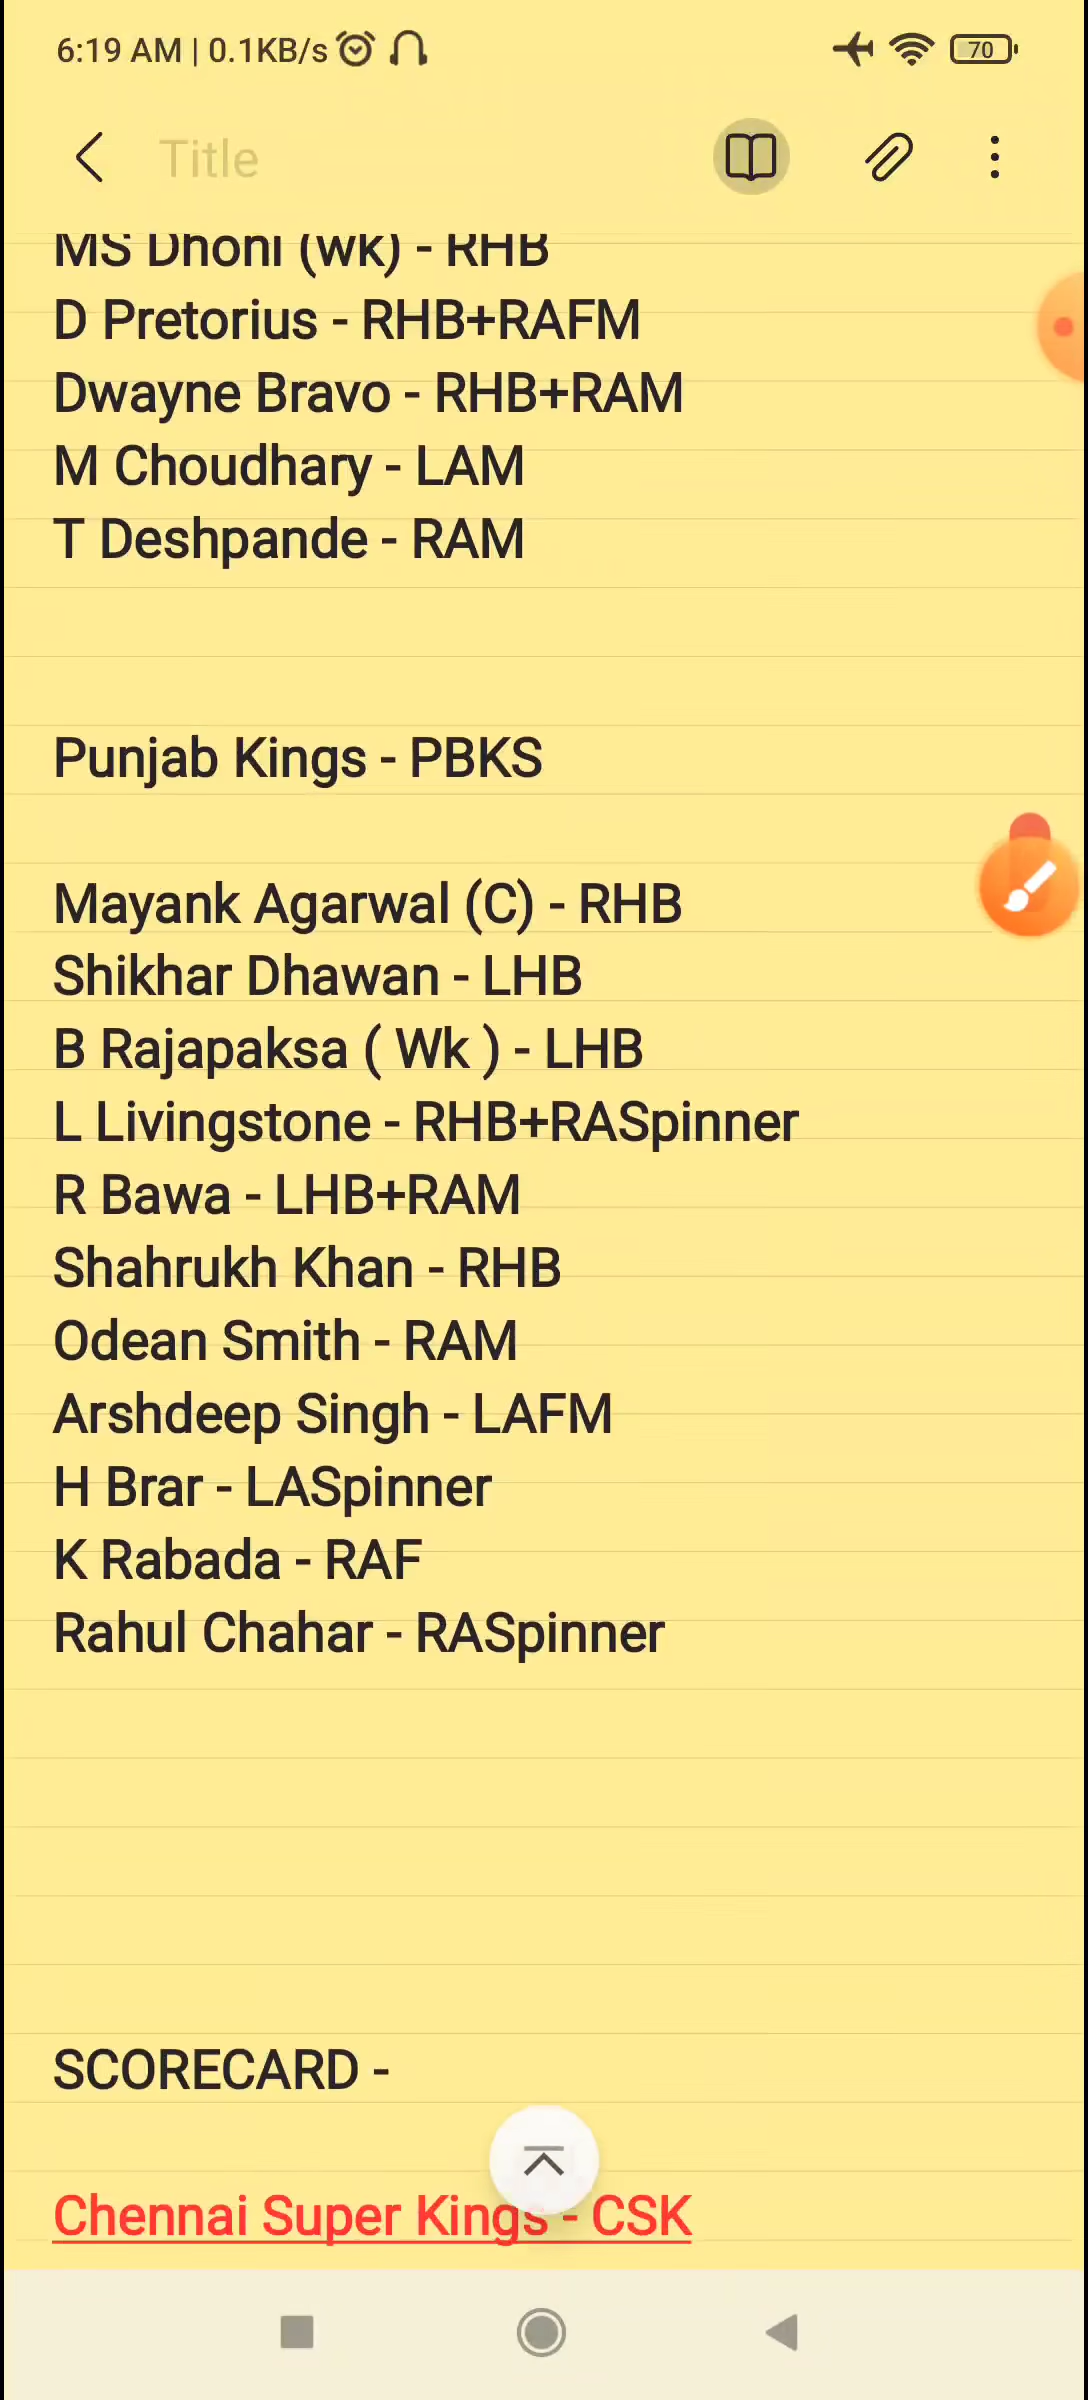 6:19 AM | 0.1KB/s
70
Title
MS Dhoni (wk) - RHB
D Pretorius - RHB+RAFM
Dwayne Bravo - RHB+RAM
M Choudhary - LAM
T Deshpande - RAM
Punjab Kings - PBKS
Mayank Agarwal (C) - RHB
Shikhar Dhawan - LHB
B Rajapaksa ( Wk ) - LHB
L Livingstone - RHB+RASpinner
R Bawa - LHB+RAM
Shahrukh Khan - RHB
Odean Smith - RAM
Arshdeep Singh - LAFM
H Brar - LASpinner
K Rabada - RAF
Rahul Chahar - RASpinner
SCORECARD -
Chennai Super Kings - CSK